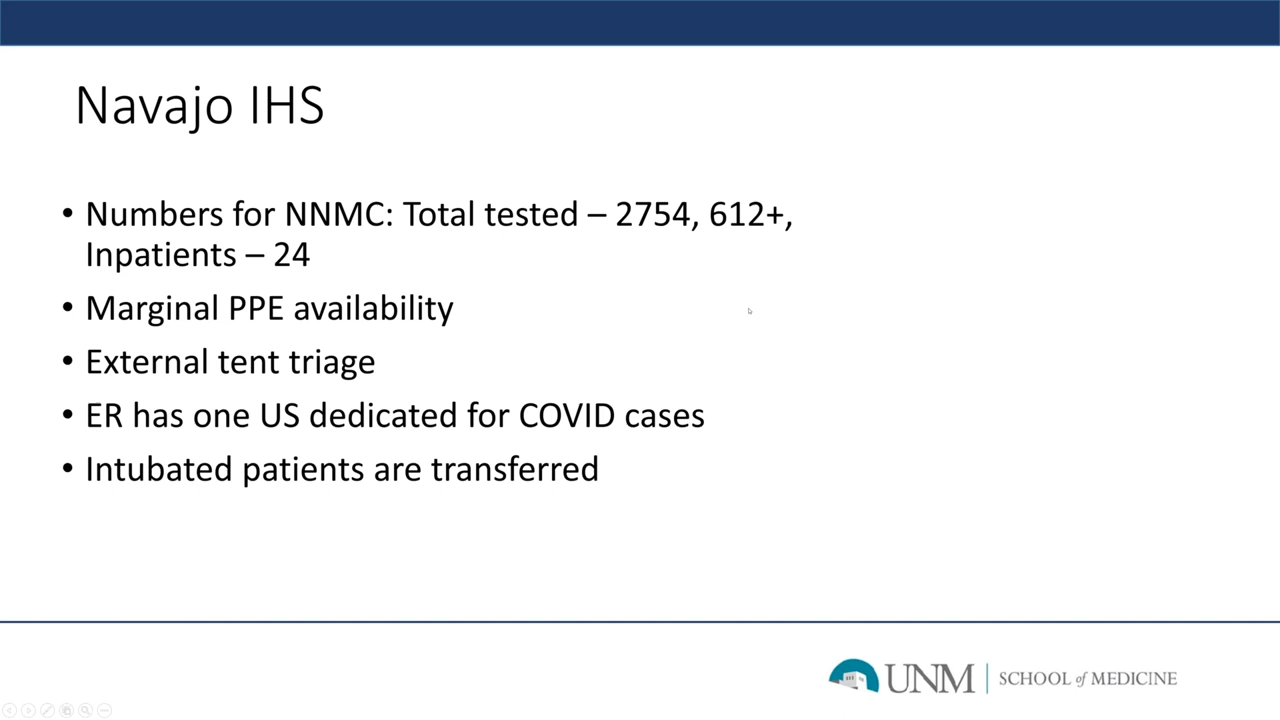 Navajo IHS
• Numbers for NNMC: Total tested – 2754, 612+,
Inpatients – 24
• Marginal PPE availability
• External tent triage
• ER has one US dedicated for COVID cases
• Intubated patients are transferred
UNM | SCHOOL of MEDICINE